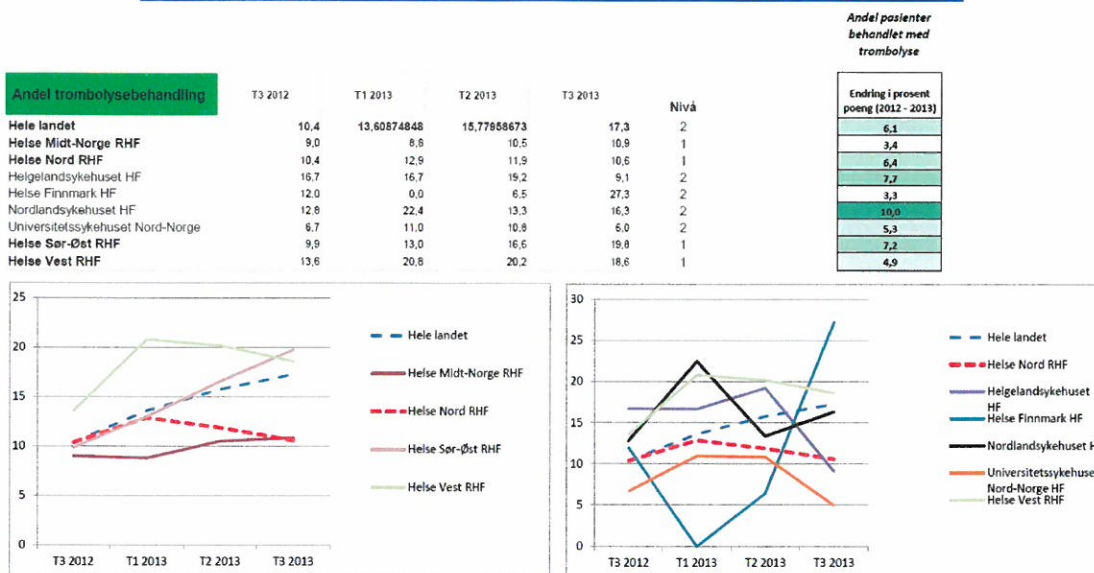 Andel pasienter
behandlet med
trombolyse
Andel trombolysebehandling T3 2012 T1 2013 T2 2013 T3 2013 Nivå Endring i prosent
poeng (2012 - 2013)
Hele landet 10,4 13,60874848 15,77958673 17,3 2 6,1
Helse Midt-Norge RHF 9,0 8,8 10,5 10,9 1 3,4
Helse Nord RHF 10,4 12,9 11,9 10,6 1 6,4
Helgelandsykehuset HF 16,7 16,7 19,2 9,1 2 7,7
Helse Finnmark HF 12,0 0,0 6,5 27,3 2 3,3
Nordlandsykehuset HF 12,8 22,4 13,3 16,3 2 10,0
Universitetssykehuset Nord-Norge 6,7 11,0 10,8 5,0 2 5,3
Helse Sør-Øst RHF 9,9 13,0 16,6 19,8 1 7,2
Helse Vest RHF 13,6 20,8 20,2 18,6 1 4,9
25
20
15
10
5
0
T3 2012 T1 2013 T2 2013 T3 2013
Hele landet
Helse Midt-Norge RHF
Helse Nord RHF
Helse Sør-Øst RHF
Helse Vest RHF
30
25
20
15
10
5
0
T3 2012 T1 2013 T2 2013 T3 2013
Hele landet
Helse Nord RHF
Helgelandsykehuset
HF
Helse Finnmark HF
Nordlandsykehuset H
Universitetssykehuse
Nord-Norge HF
Helse Vest RHF